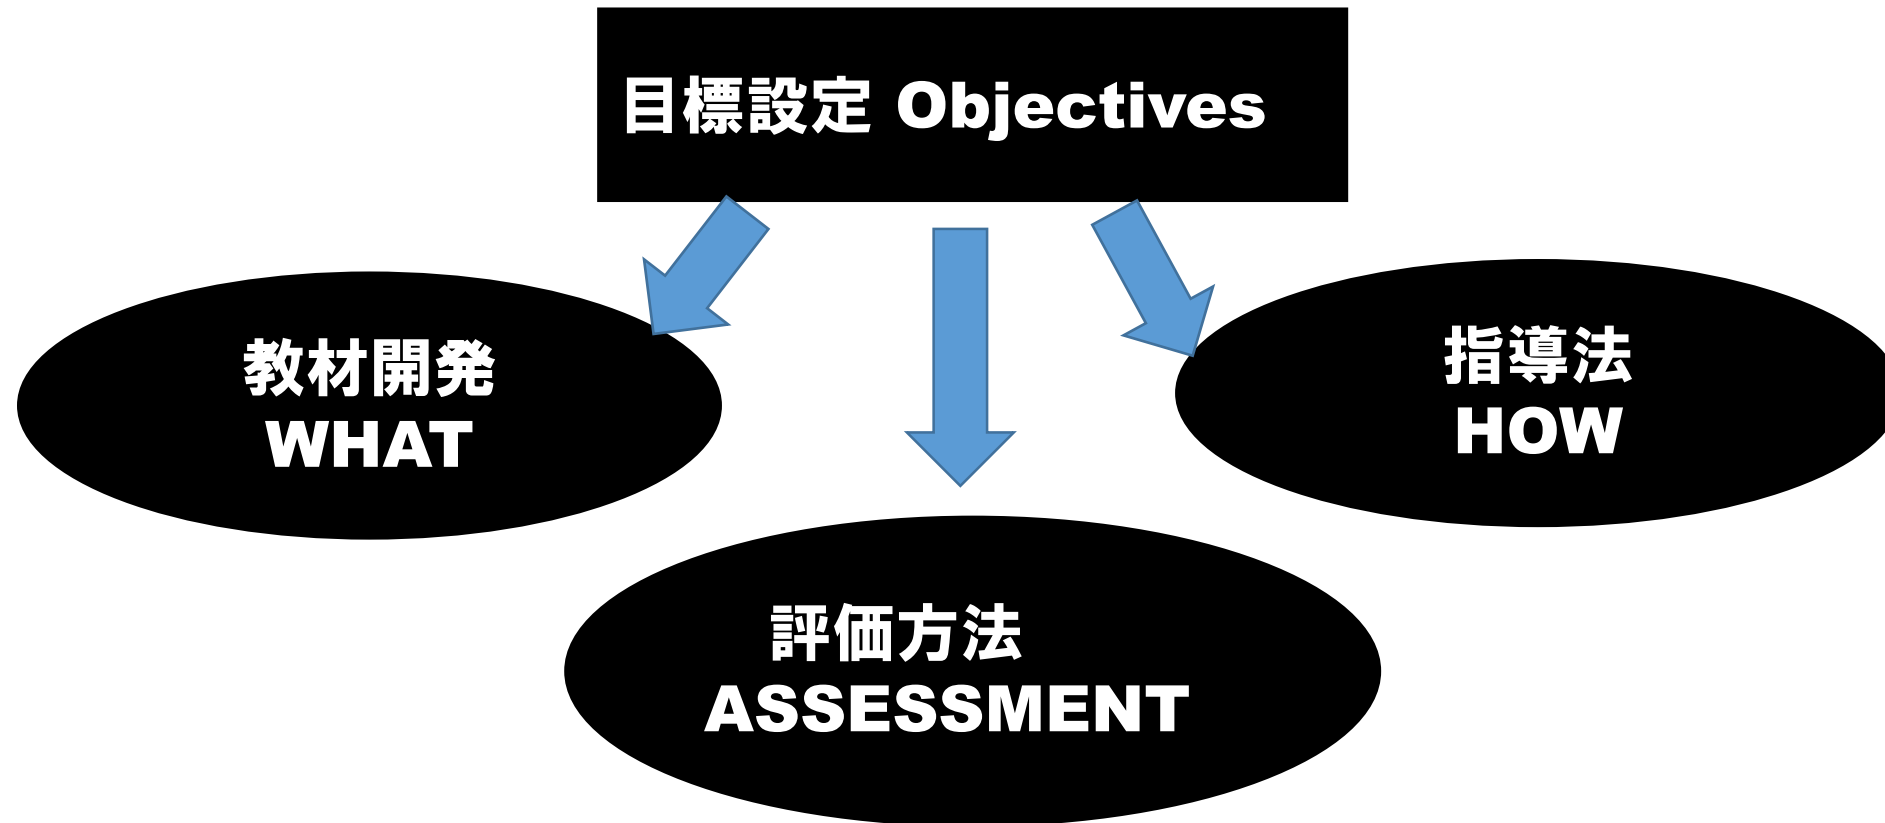 目標設定 Objectives
教材開発
WHAT
指導法
HOW
評価方法
ASSESSMENT